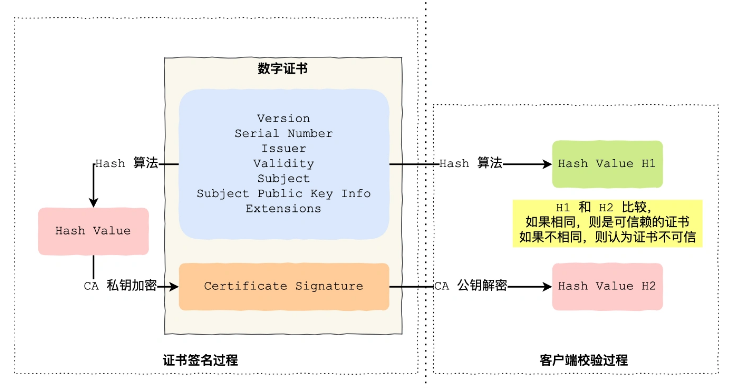 数字证书
Version
Serial Number
Issuer
Validity
Subject
Subject Public Key Info
Extensions
Hash 算法
Hash Value
CA 私钥加密
Certificate Signature
证书签名过程
Hash 算法
Hash Value H1
H1 和 H2 比较，
如果相同，则是可信赖的证书
如果不相同，则认为证书不可信
CA 公钥解密
Hash Value H2
客户端校验过程